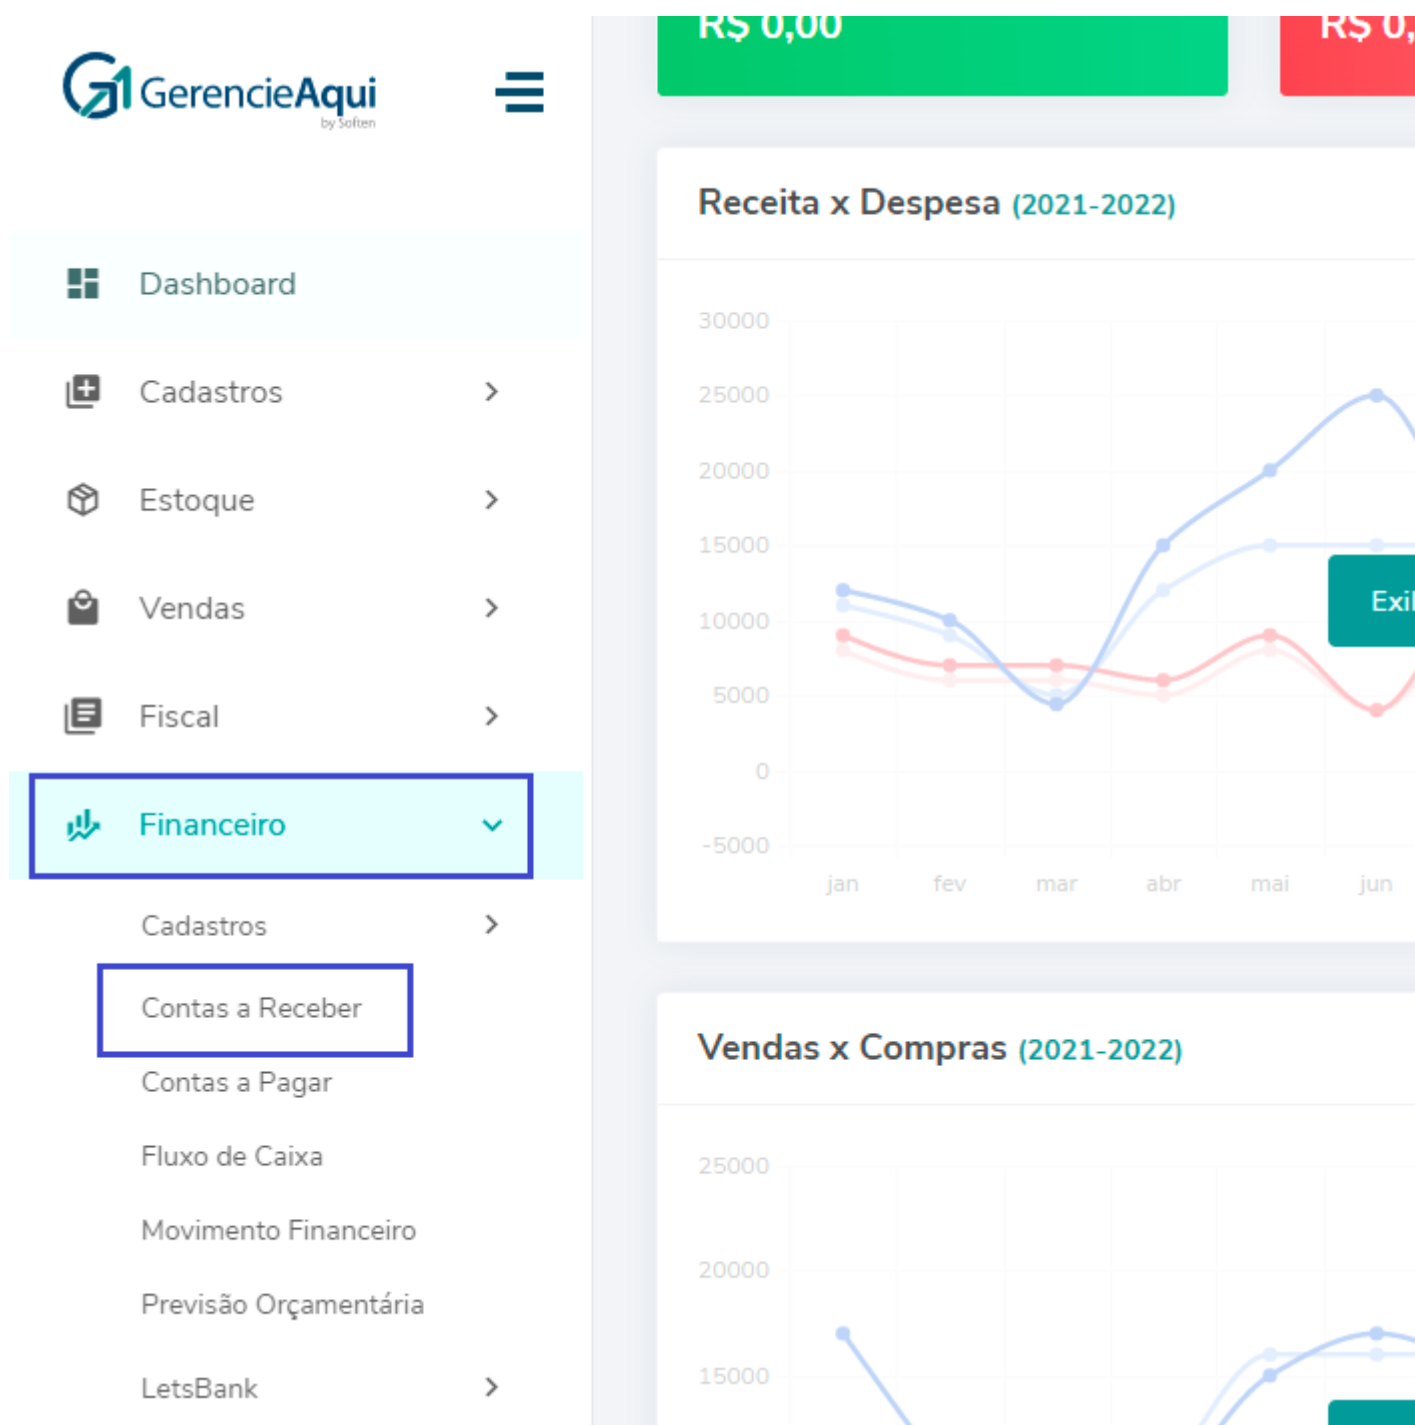 GerencieAqui
by Soften
Dashboard
Cadastros
Estoque
Vendas
Fiscal
Financeiro
Cadastros
Contas a Receber
Contas a Pagar
Fluxo de Caixa
Movimento Financeiro
Previsão Orçamentária
LetsBank
R$ 0,00
R$ 0,
Receita x Despesa (2021-2022)
30000
25000
20000
15000
10000
5000
0
-5000
jan fev mar abr mai jun
Vendas x Compras (2021-2022)
25000
20000
15000